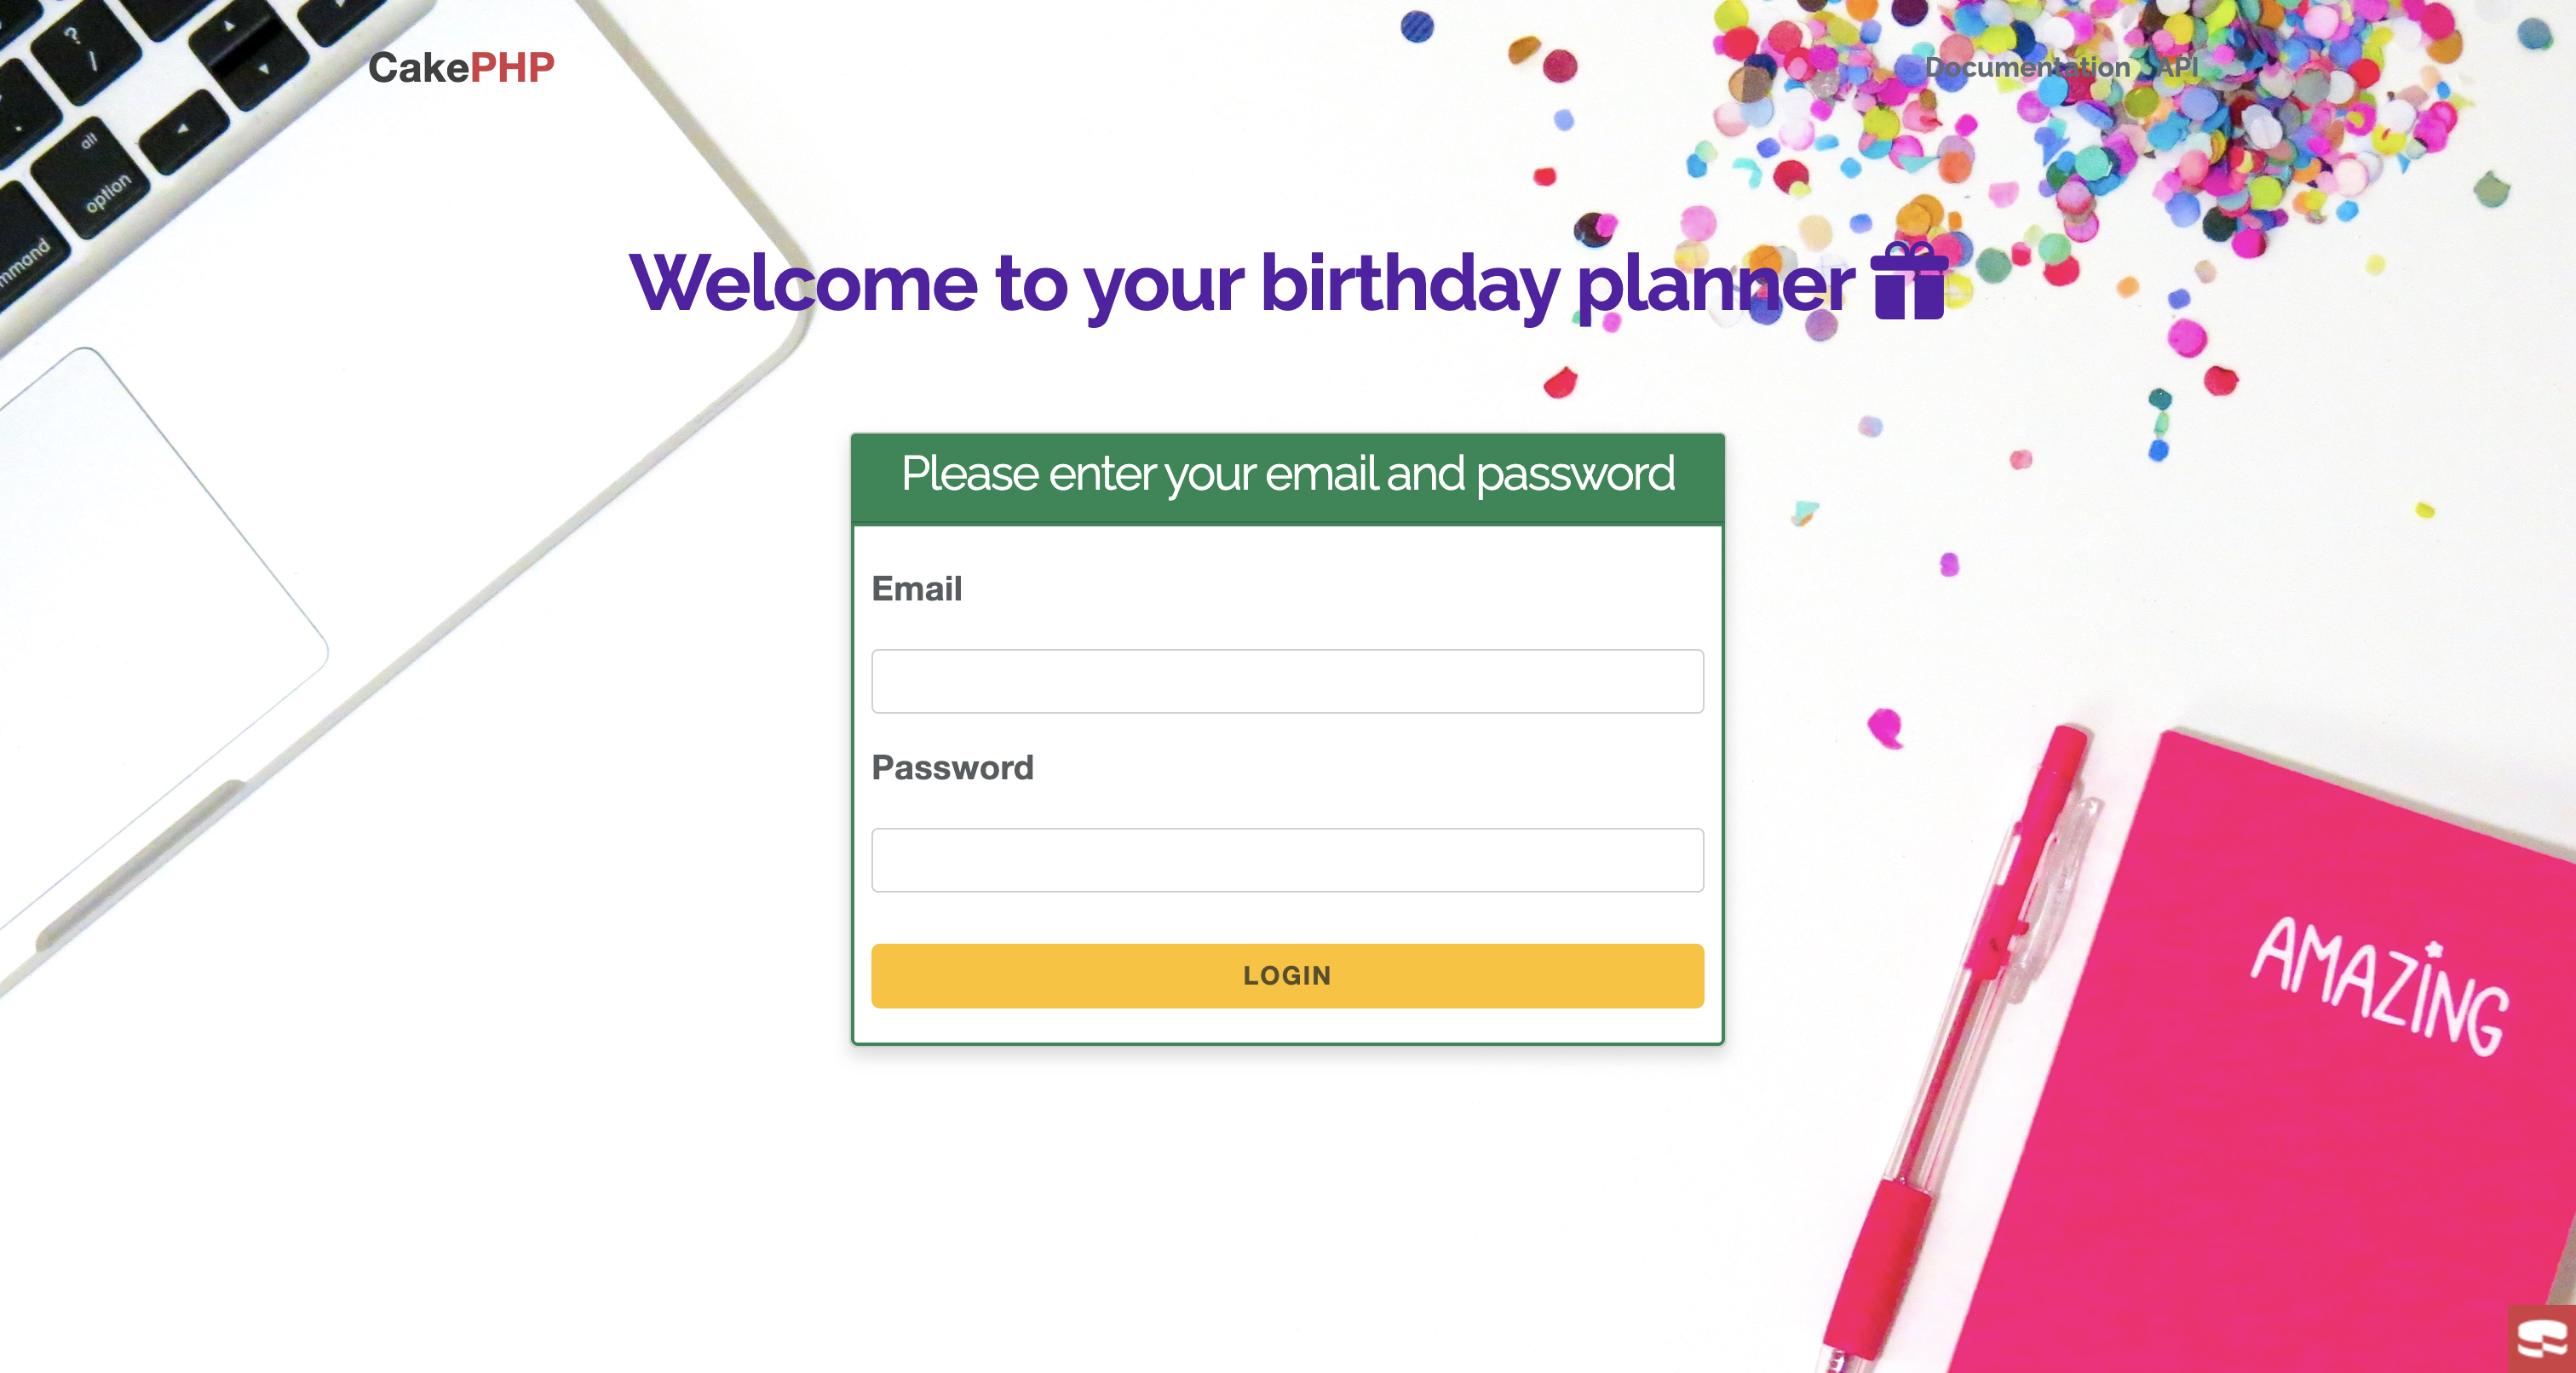 CakePHP
Documentation API
? /
.
alt
option
mmand
Welcome to your birthday planner
Please enter your email and password
Email
Password
LOGIN
AMAZING